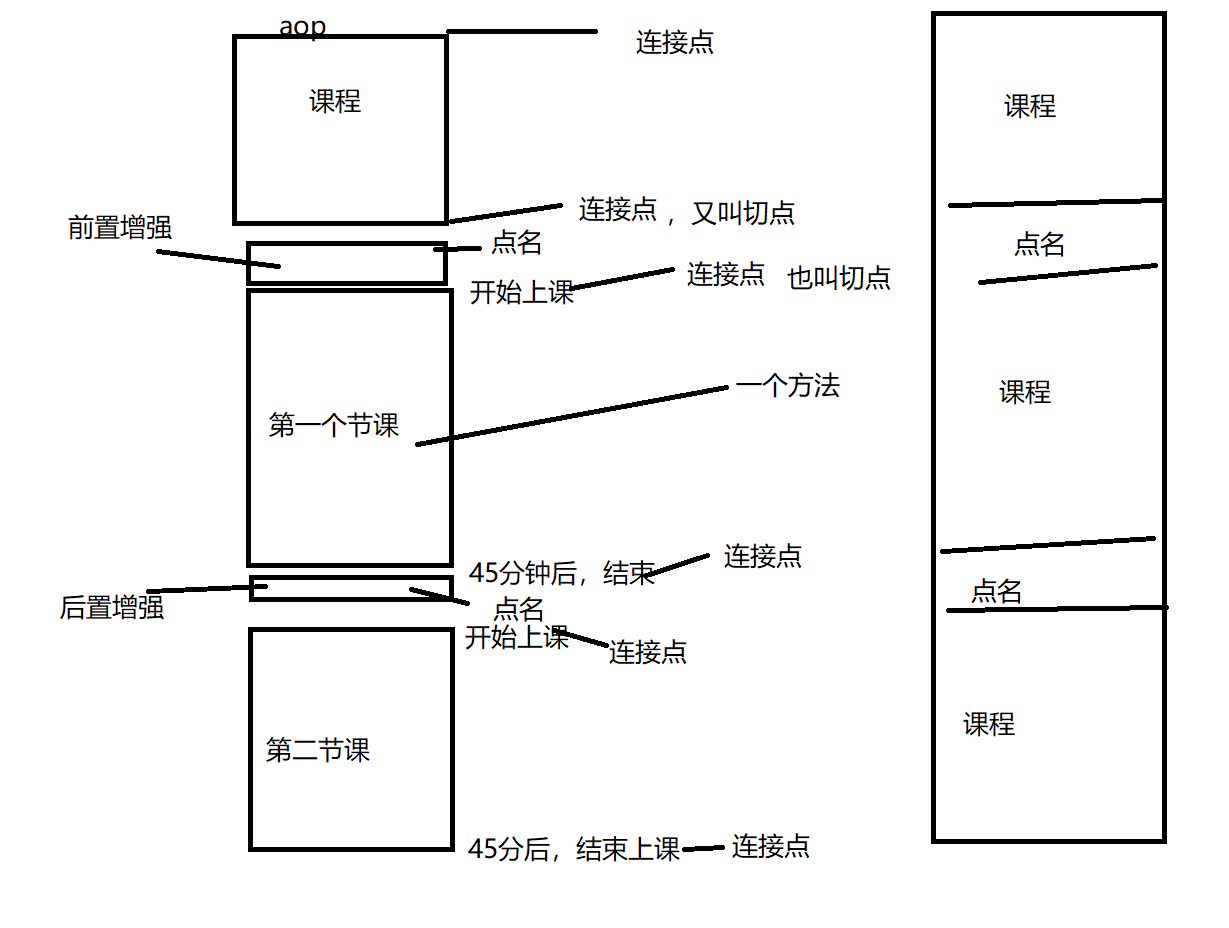 aop
连接点
课程
连接点 ，又叫切点
前置增强
点名
开始上课
连接点 也叫切点
一个方法
第一个节课
45分钟后，结束
连接点
后置增强
点名
开始上课
连接点
第二节课
45分后，结束上课
连接点
课程
点名
课程
点名
课程